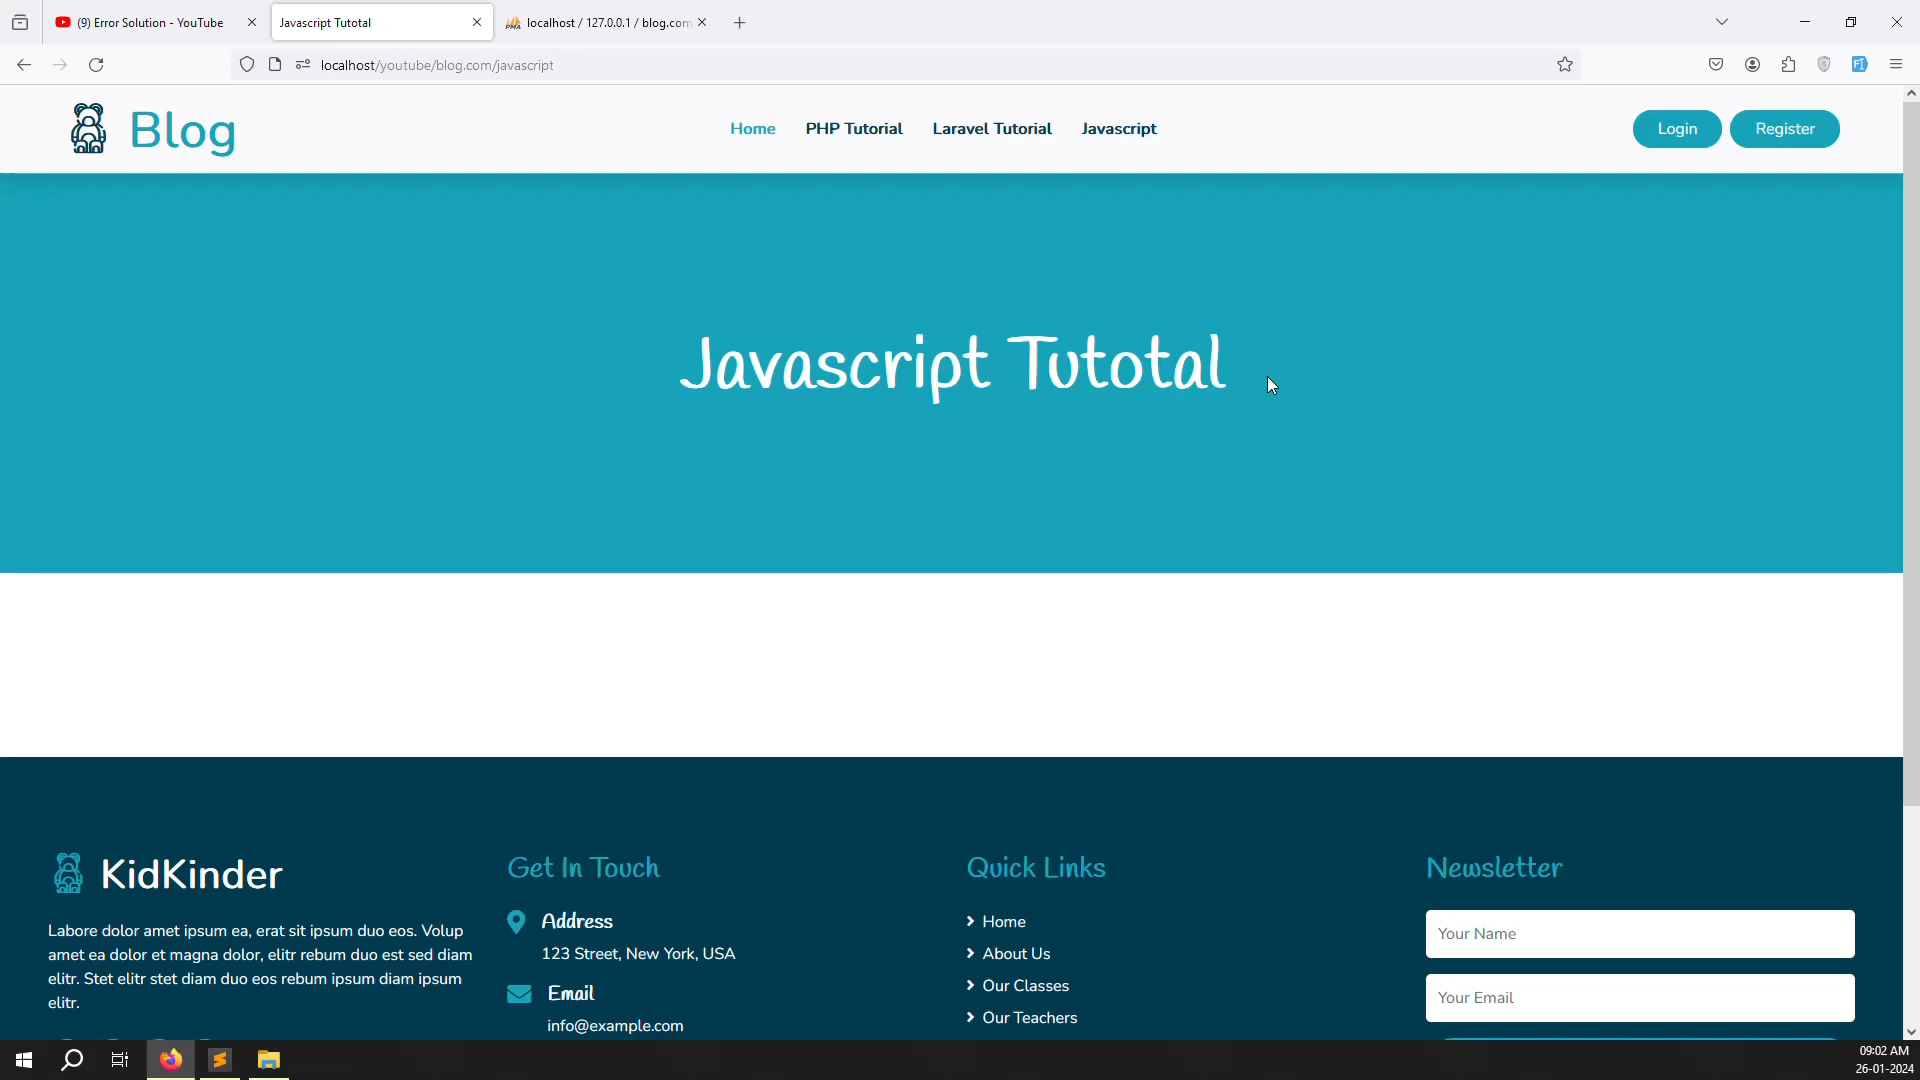 (9) Error Solution - YouTube
Javascript Tutotal
localhost / 127.0.0.1 / blog.com
localhost/youtube/blog.com/javascript
Blog
Home
PHP Tutorial
Laravel Tutorial
Javascript
Login
Register
Javascript Tutotal
KidKinder
Labore dolor amet ipsum ea, erat sit ipsum duo eos. Volup
amet ea dolor et magna dolor, elitr rebum duo est sed diam
elitr. Stet elitr stet diam duo eos rebum ipsum diam ipsum
elitr.
Get In Touch
Address
123 Street, New York, USA
Email
info@example.com
Quick Links
Home
About Us
Our Classes
Our Teachers
Newsletter
Your Name
Your Email
09:02 AM
26-01-2024